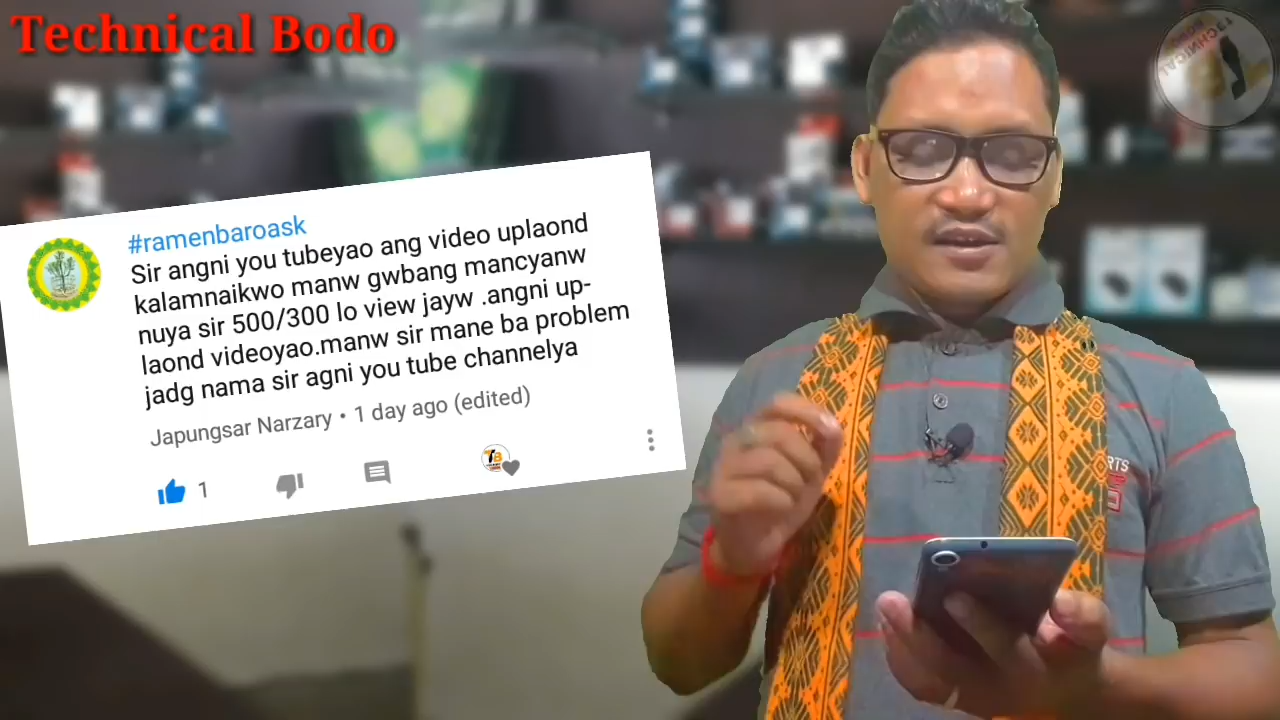 Technical Bodo
#ramenbaroask
Sir angni you tubeyao ang video uplaond
kalamnaikwo manw gwbang mancyanw
nuya sir 500/300 lo view jayw .angni up-
laond videoyao.manw sir mane ba problem
jadg nama sir agni you tube channelya
Japungsar Narzary • 1 day ago (edited)
1
RTS